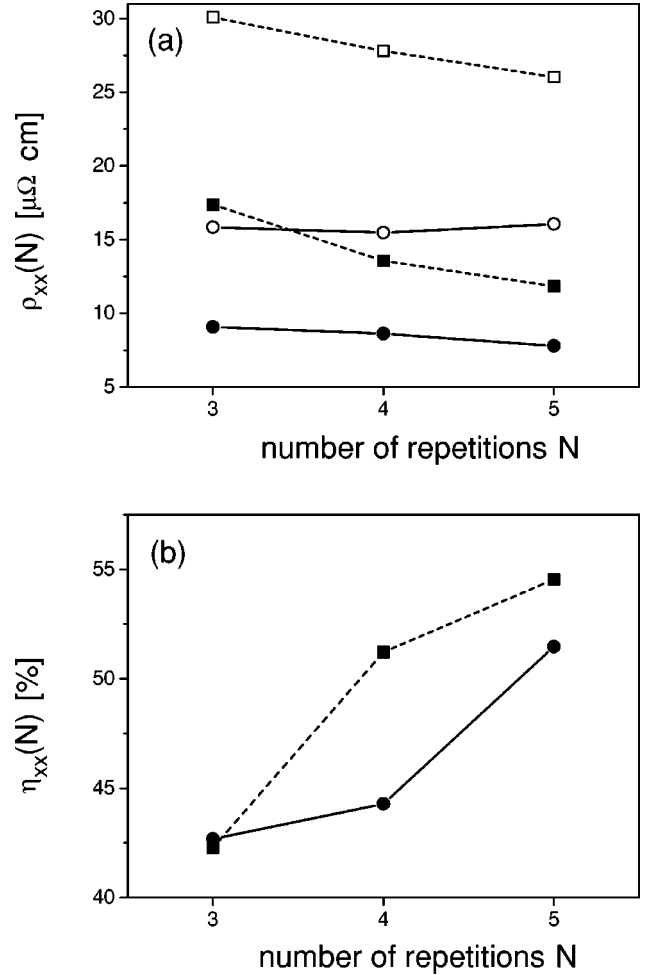 (a)
30
25
20
15
10
5
ρxx(N) [μΩ cm]
3 4 5
number of repetitions N
(b)
55
50
45
40
ηxx(N) [%]
3 4 5
number of repetitions N